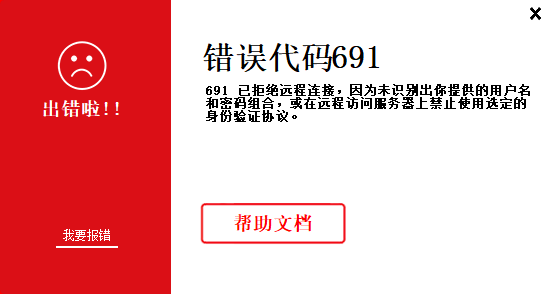 出错啦!!
我要报错
错误代码691
691 已拒绝远程连接，因为未识别出你提供的用户名
和密码组合，或在远程访问服务器上禁止使用选定的
身份验证协议。
帮助文档